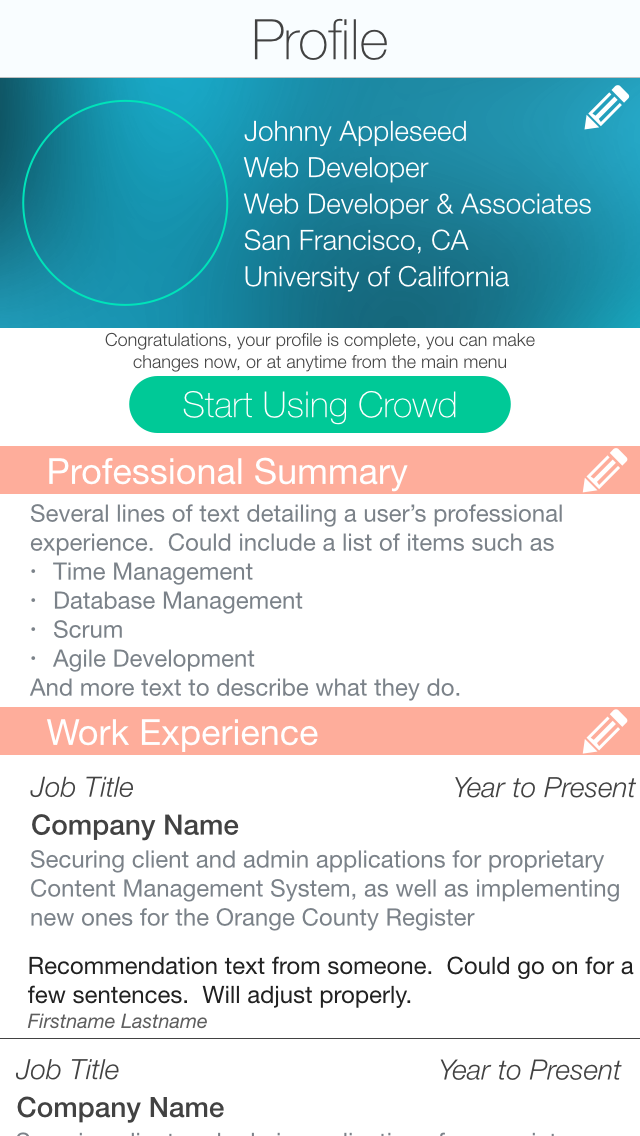 Profile
Johnny Appleseed
Web Developer
Web Developer & Associates
San Francisco, CA
University of California
Congratulations, your profile is complete, you can make
changes now, or at anytime from the main menu
Start Using Crowd
Professional Summary
Several lines of text detailing a user’s professional
experience.  Could include a list of items such as
· Time Management
· Database Management
· Scrum
· Agile Development
And more text to describe what they do.
Work Experience
Job Title Year to Present
Company Name
Securing client and admin applications for proprietary
Content Management System, as well as implementing
new ones for the Orange County Register
Recommendation text from someone.  Could go on for a
few sentences.  Will adjust properly.
Firstname Lastname
Job Title Year to Present
Company Name